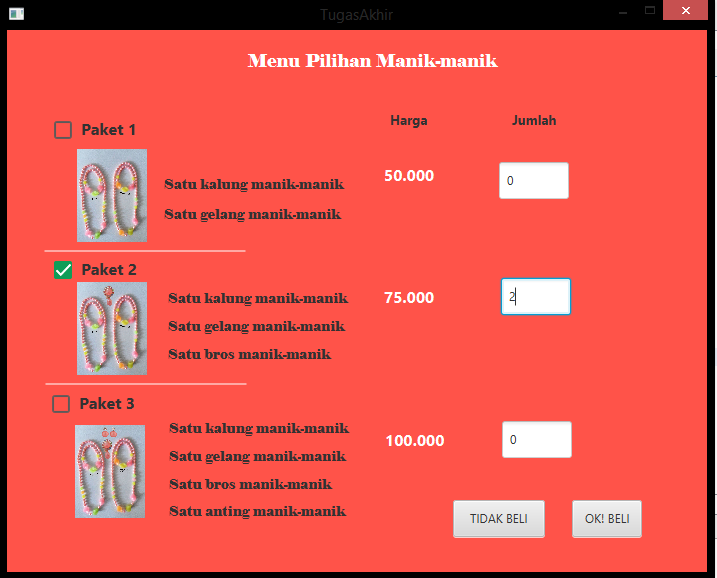 TugasAkhir
Menu Pilihan Manik-manik
Harga Jumlah
Paket 1
Satu kalung manik-manik 50.000 0
Satu gelang manik-manik
Paket 2
Satu kalung manik-manik 75.000 2
Satu gelang manik-manik
Satu bros manik-manik
Paket 3
Satu kalung manik-manik 100.000 0
Satu gelang manik-manik
Satu bros manik-manik
Satu anting manik-manik
TIDAK BELI OK! BELI